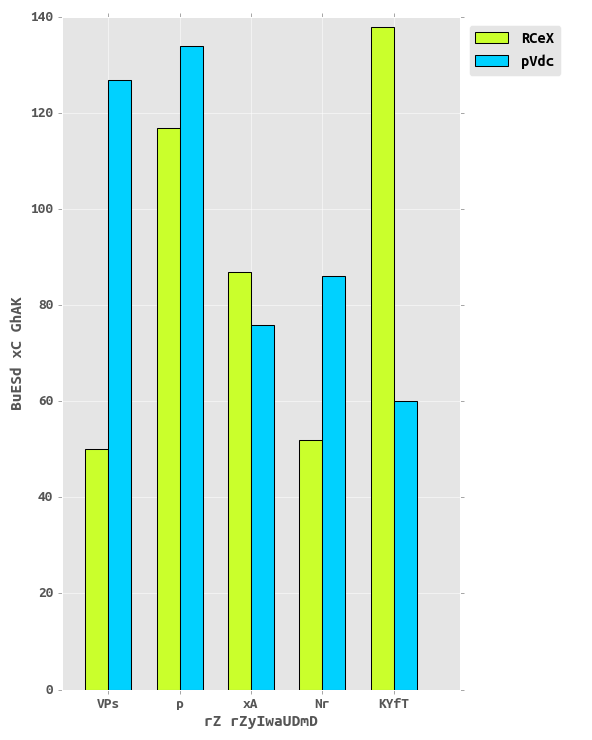 140
120
100
80
60
40
20
0
BuESd xC GhAK
VPs p xA Nr KYfT
rZ rZyIwaUDmD
RCeX
pVdc